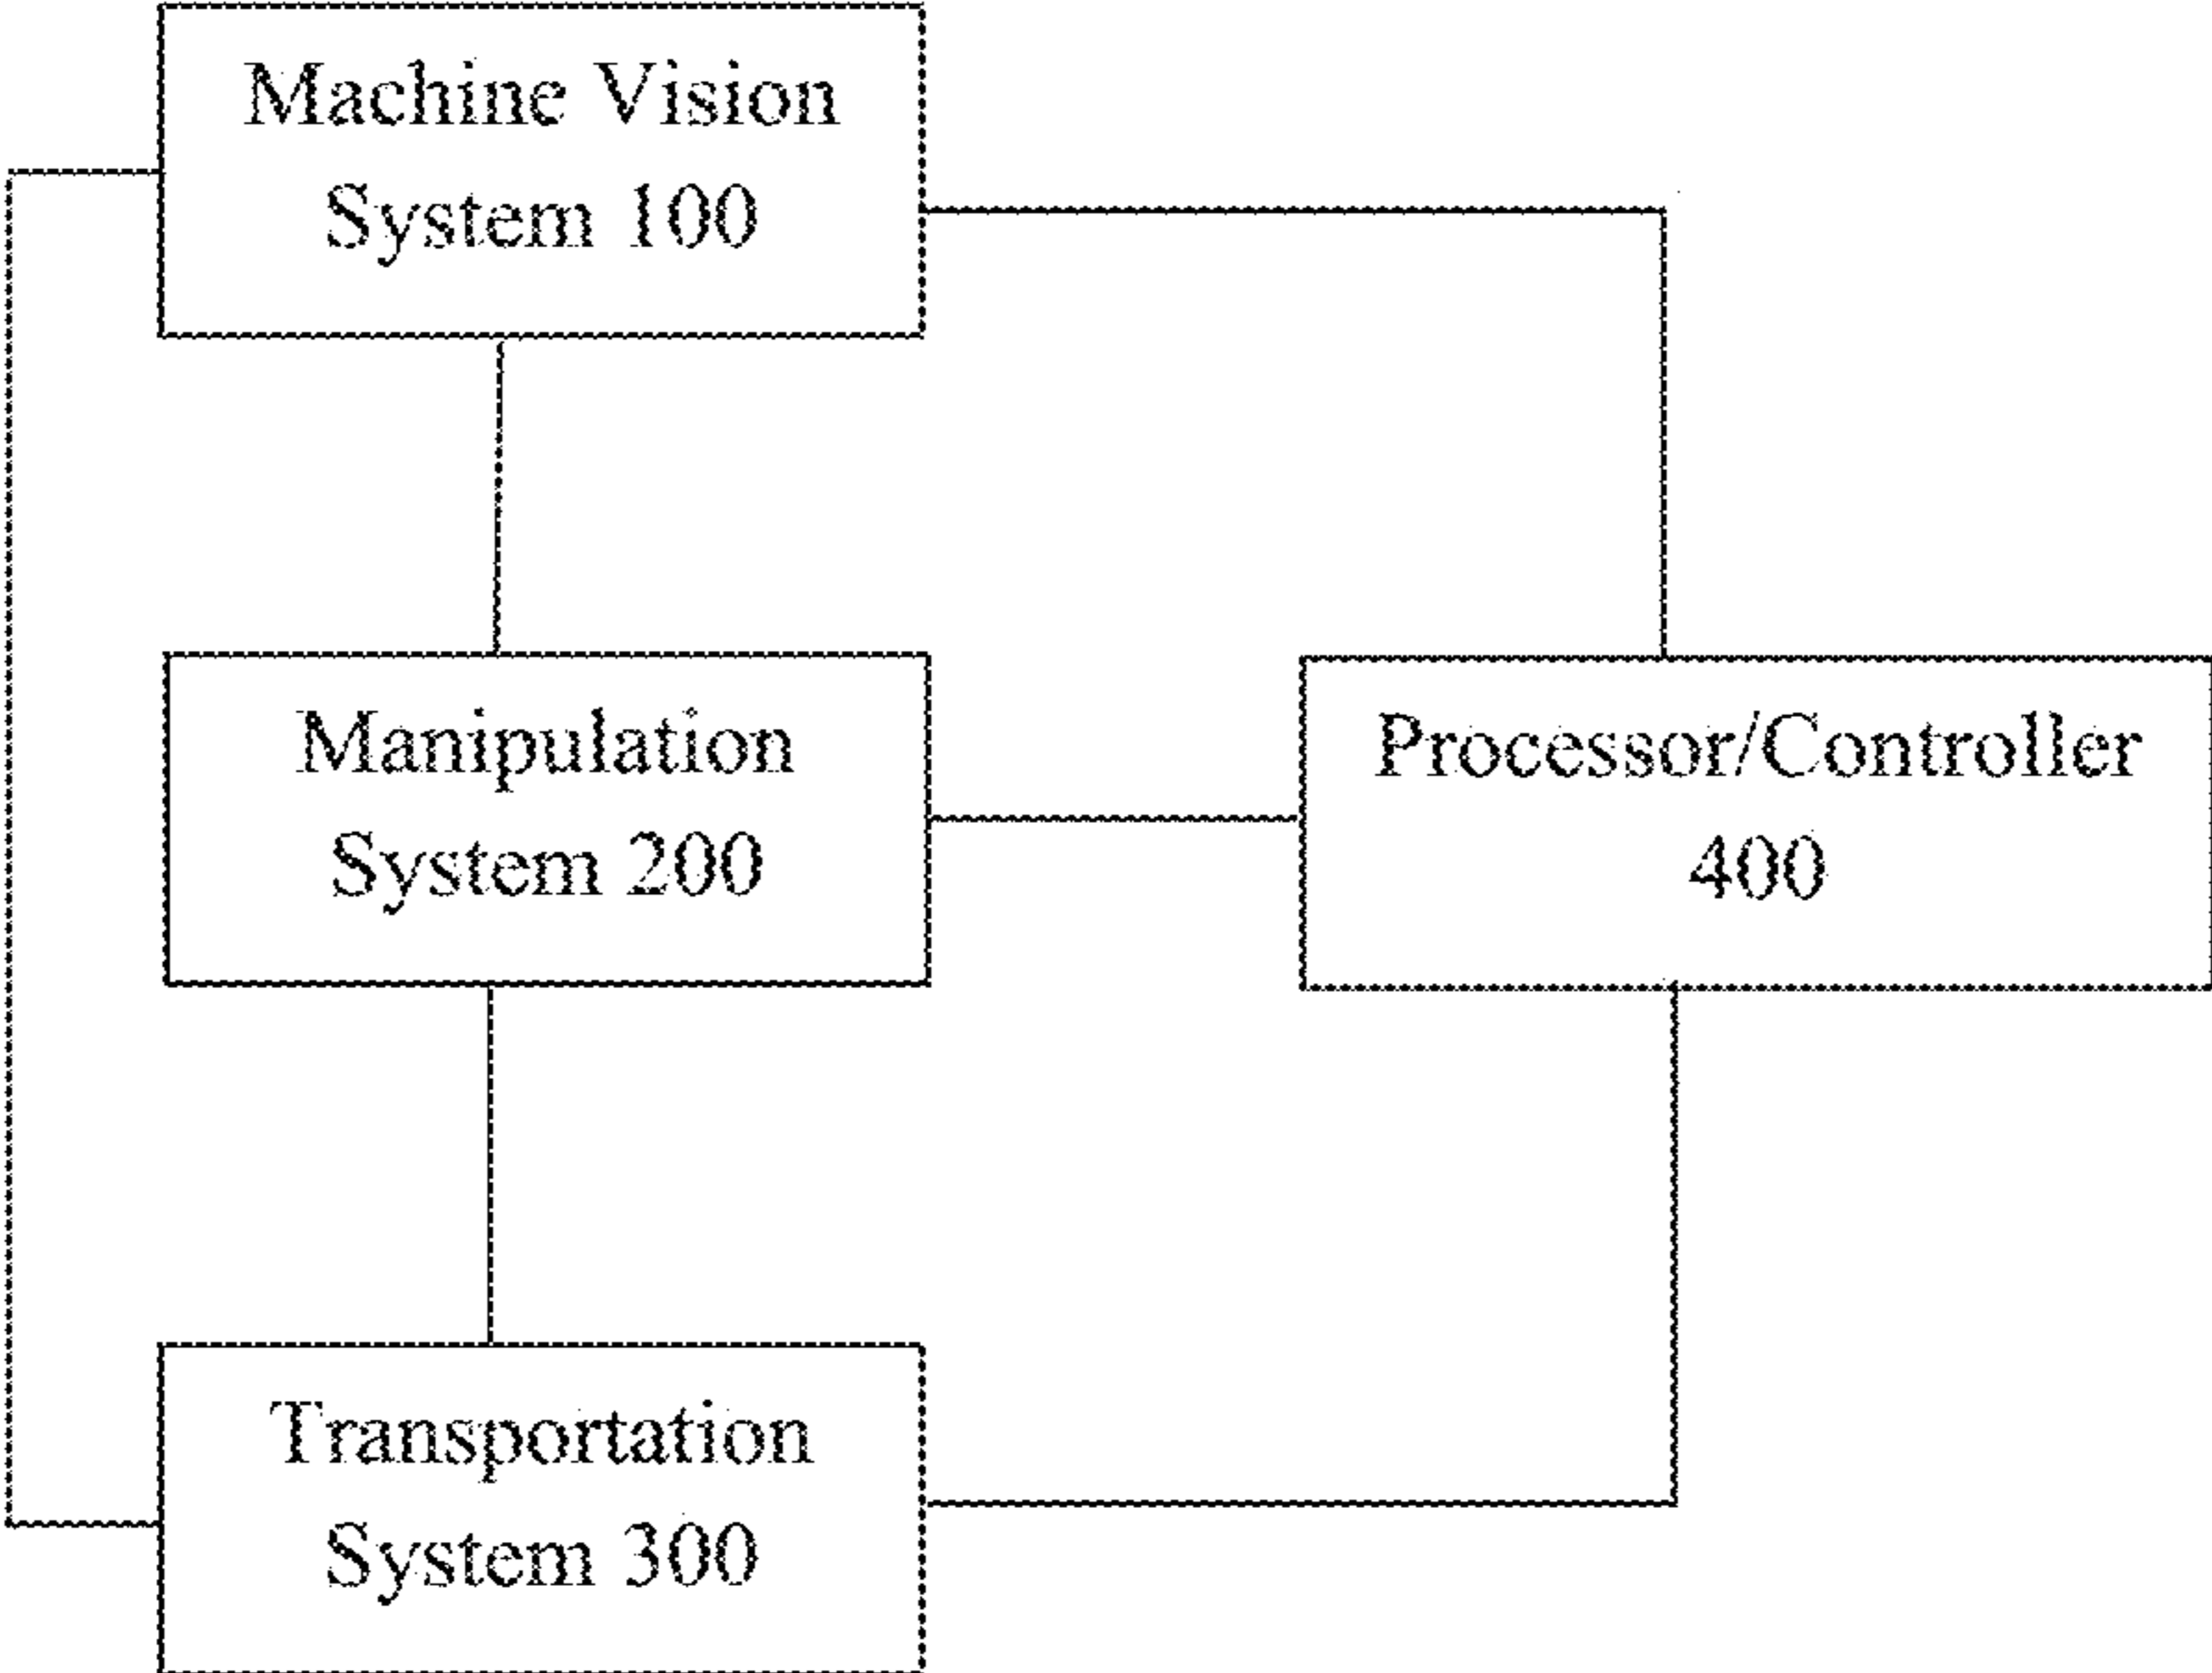 Machine Vision
System 100
Manipulation
System 200
Processor/Controller
400
Transportation
System 300